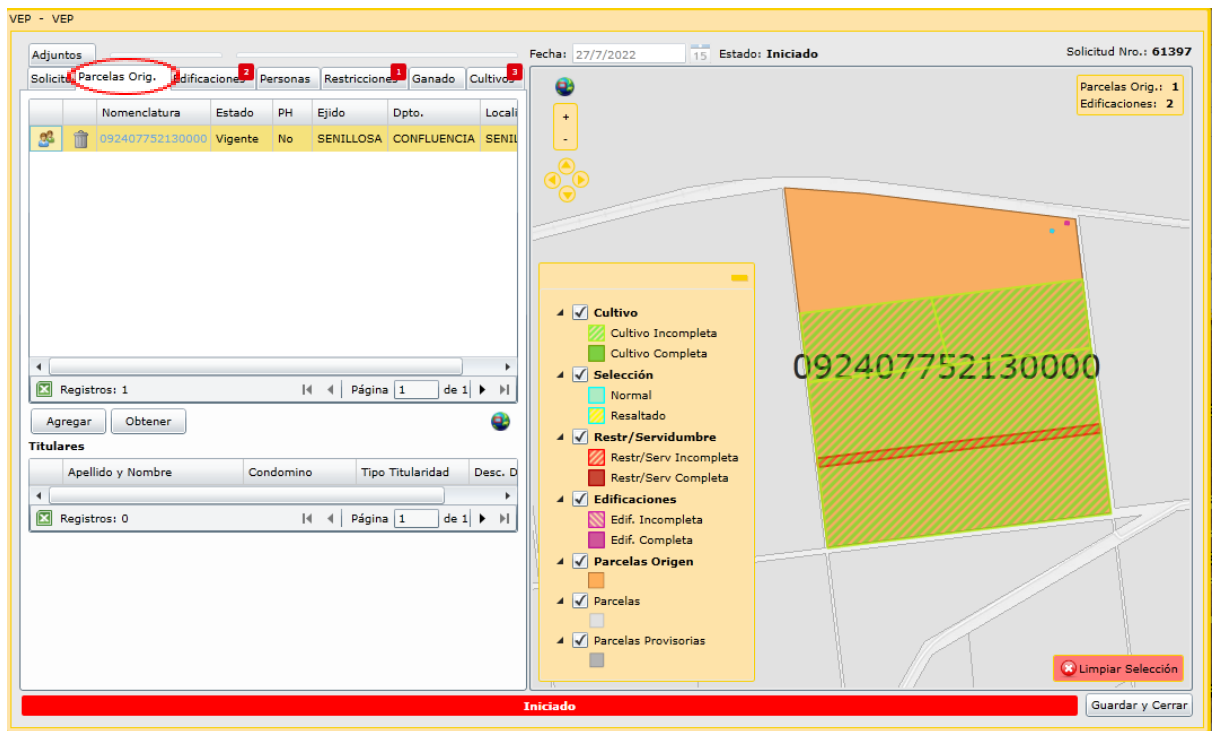 VEP - VEP
Adjuntos
Fecha: 27/7/2022 15 Estado: Iniciado
Solicitud Nro.: 61397
Parcelas Orig. Edificaciones 2 Personas Restricciones 1 Ganado Cultivos 3
Nomenclatura Estado PH Ejido Dpto. Locali
092407752130000 Vigente No SENILLOSA CONFLUENCIA SENIL
Registros: 1 Página 1 de 1
Agregar Obtener
Titulares
Apellido y Nombre Condomino Tipo Titularidad Desc. D
Registros: 0 Página 1 de 1
Parcelas Orig.: 1
Edificaciones: 2
+
-
Cultivo
Cultivo Incompleta
Cultivo Completa
Selección
Normal
Resaltado
Restr/Servidumbre
Restr/Serv Incompleta
Restr/Serv Completa
Edificaciones
Edif. Incompleta
Edif. Completa
Parcelas Origen
Parcelas
Parcelas Provisorias
092407752130000
Limpiar Selección
Iniciado
Guardar y Cerrar